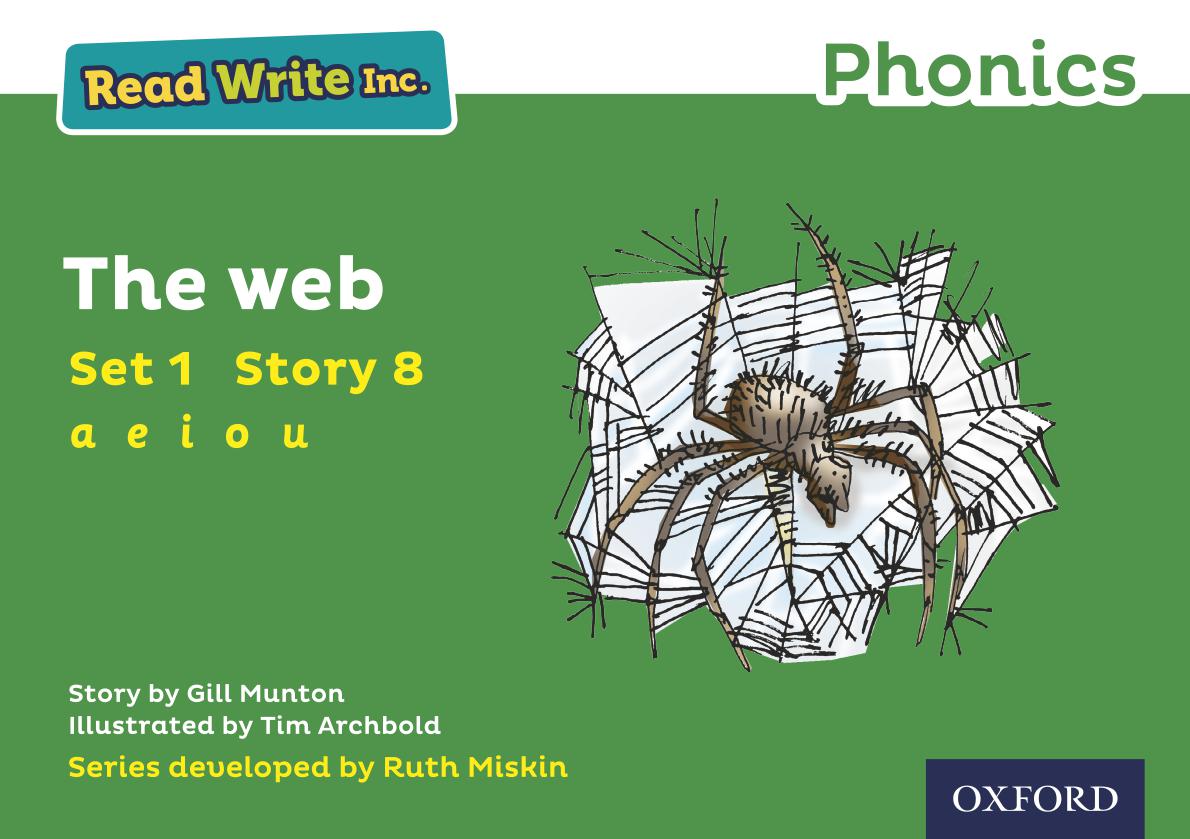 Read Write Inc.
Phonics
The web
Set 1 Story 8
a e i o u
Story by Gill Munton
Illustrated by Tim Archbold
Series developed by Ruth Miskin
OXFORD